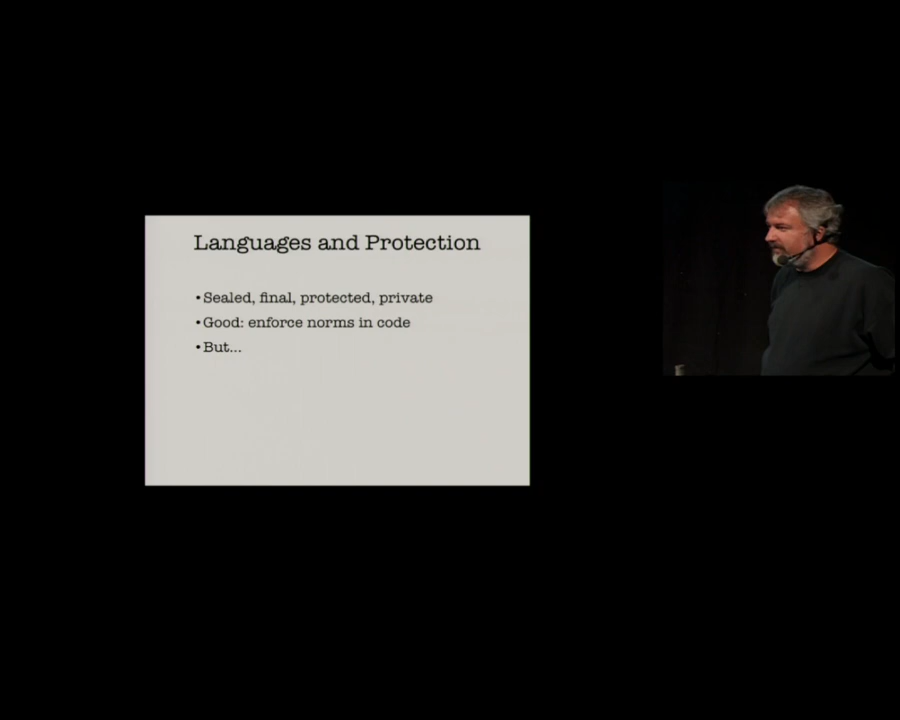 Languages and Protection
•Sealed, final, protected, private
•Good: enforce norms in code
•But...